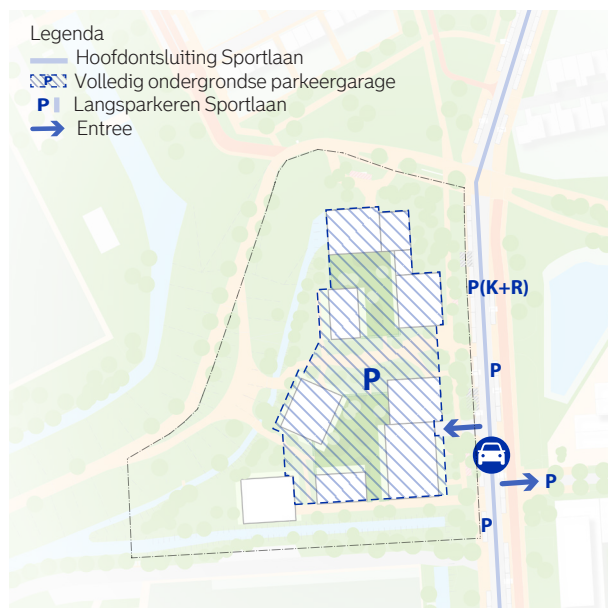 Legenda
Hoofdontsluiting Sportlaan
P Volledig ondergrondse parkeergarage
P Langsparkeren Sportlaan
Entree
P(K+R)
P
P
P
P